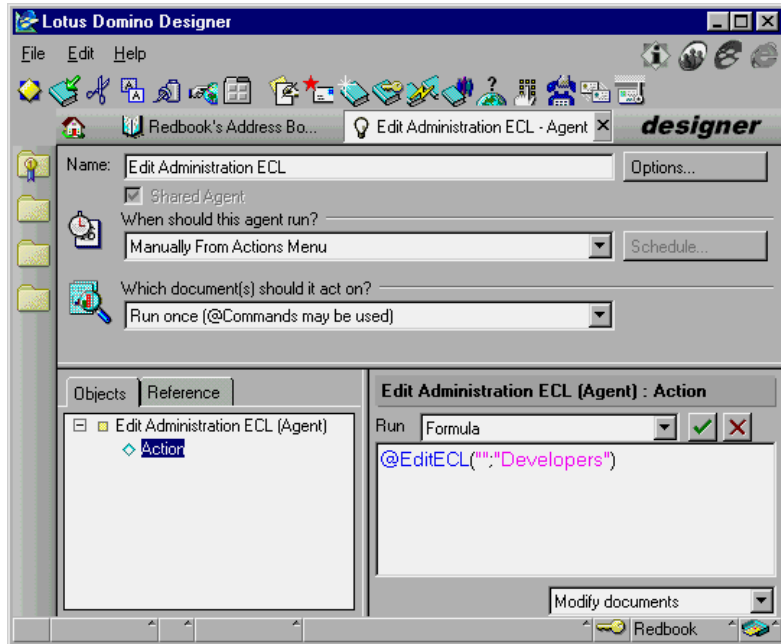 Lotus Domino Designer
File Edit Help
Redbook's Address Bo...
Edit Administration ECL - Agent
designer
Name: Edit Administration ECL
Options...
Shared Agent
When should this agent run?
Manually From Actions Menu
Schedule...
Which document(s) should it act on?
Run once (@Commands may be used)
Objects Reference
Edit Administration ECL (Agent)
Action
Edit Administration ECL (Agent) : Action
Run Formula
@EditECL("";"Developers")
Modify documents
Redbook